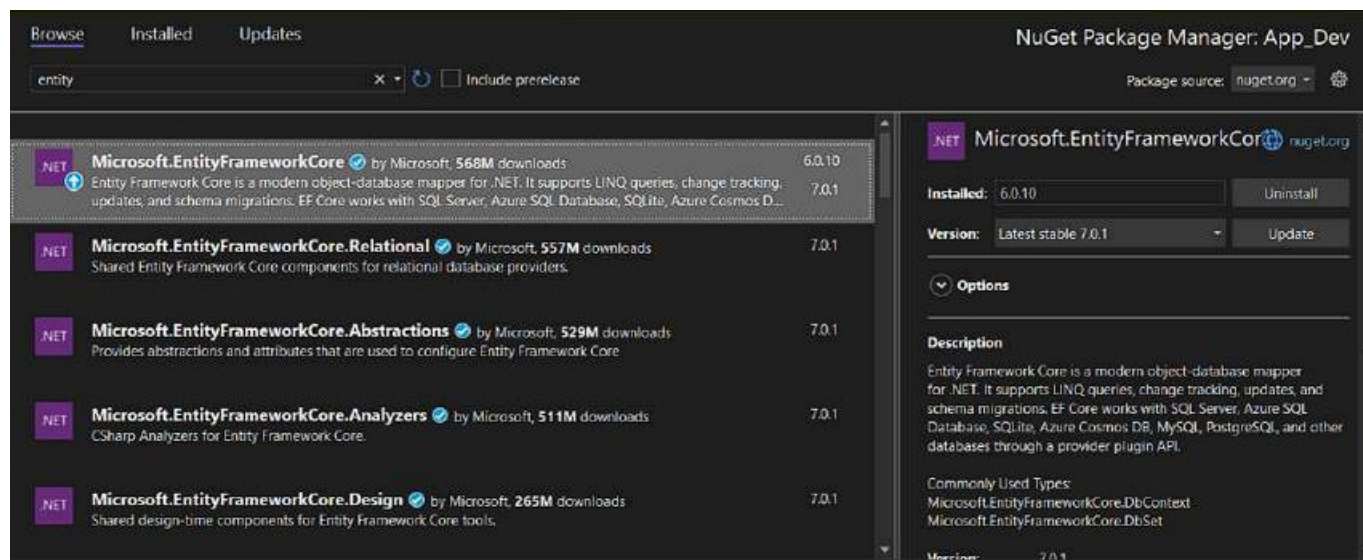 Browse Installed Updates
NuGet Package Manager: App_Dev
entity
Include prerelease
Package source: nuget.org
.NET Microsoft.EntityFrameworkCore by Microsoft, 568M downloads 6.0.10
Entity Framework Core is a modern object-database mapper for .NET. It supports LINQ queries, change tracking, 7.0.1
updates, and schema migrations. EF Core works with SQL Server, Azure SQL Database, SQLite, Azure Cosmos D...
.NET Microsoft.EntityFrameworkCore.Relational by Microsoft, 557M downloads 7.0.1
Shared Entity Framework Core components for relational database providers.
.NET Microsoft.EntityFrameworkCore.Abstractions by Microsoft, 529M downloads 7.0.1
Provides abstractions and attributes that are used to configure Entity Framework Core
.NET Microsoft.EntityFrameworkCore.Analyzers by Microsoft, 511M downloads 7.0.1
CSharp Analyzers for Entity Framework Core.
.NET Microsoft.EntityFrameworkCore.Design by Microsoft, 265M downloads 7.0.1
Shared design-time components for Entity Framework Core tools.
.NET Microsoft.EntityFrameworkCor nuget.org
Installed: 6.0.10 Uninstall
Version: Latest stable 7.0.1 Update
Options
Description
Entity Framework Core is a modern object-database mapper
for .NET. It supports LINQ queries, change tracking, updates, and
schema migrations. EF Core works with SQL Server, Azure SQL
Database, SQLite, Azure Cosmos DB, MySQL, PostgreSQL, and other
databases through a provider plugin API.
Commonly Used Types:
Microsoft.EntityFrameworkCore.DbContext
Microsoft.EntityFrameworkCore.DbSet
Version: 7.0.1